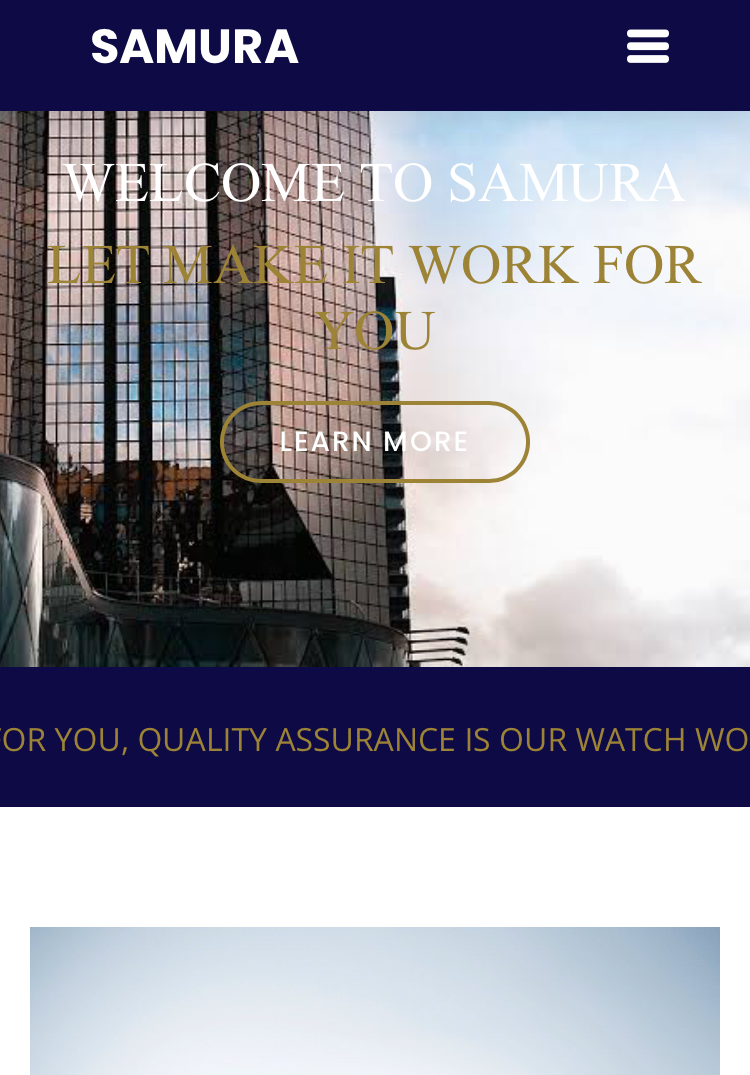 SAMURA
WELCOME TO SAMURA
LET MAKE IT WORK FOR
YOU
LEARN MORE
FOR YOU, QUALITY ASSURANCE IS OUR WATCH WO